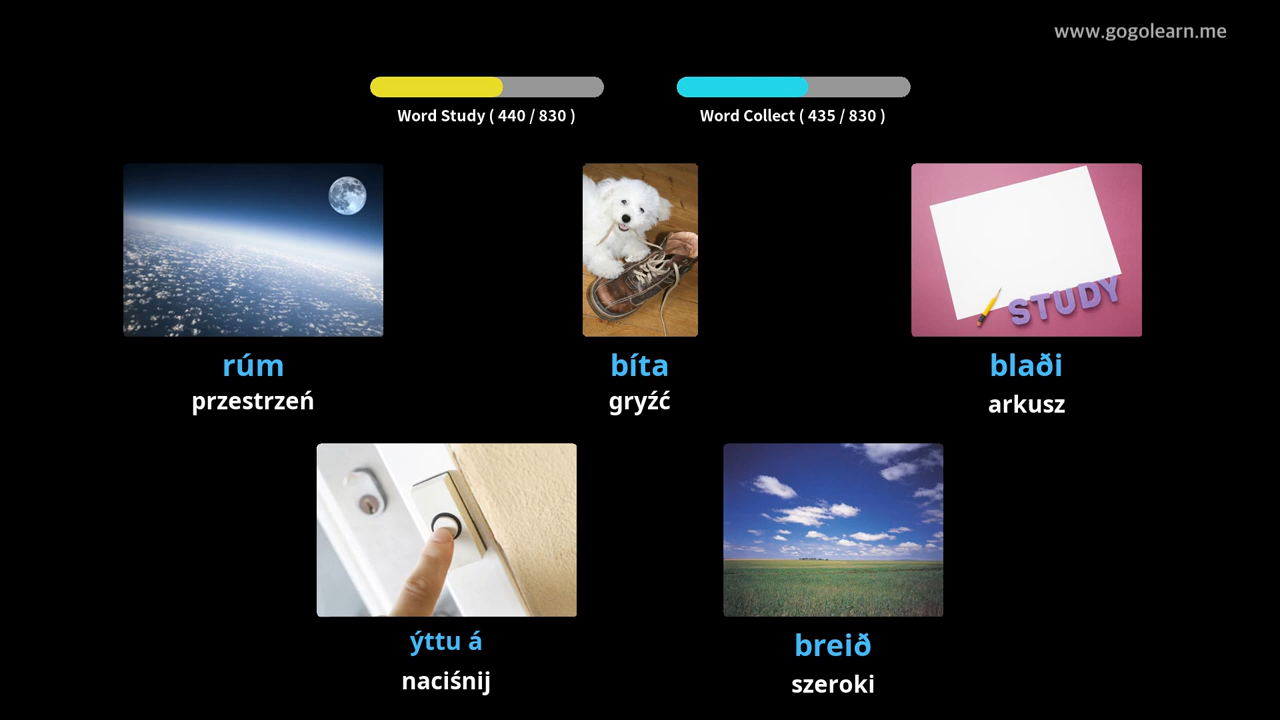 www.gogolearn.me
Word Study ( 440 / 830 )
Word Collect ( 435 / 830 )
STUDY
rúm
przestrzeń
bíta
gryźć
blaði
arkusz
ýttu á
naciśnij
breið
szeroki